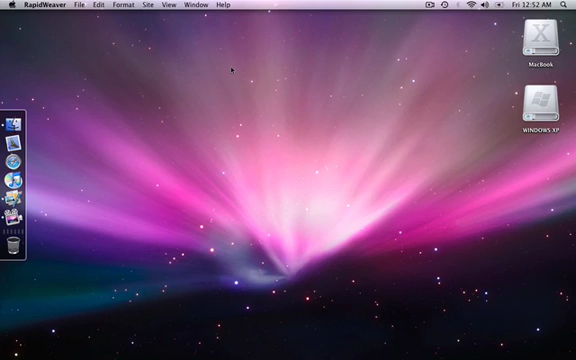 RapidWeaver File Edit Format Site View Window Help Fri 12:52 AM
MacBook
WINDOWS XP